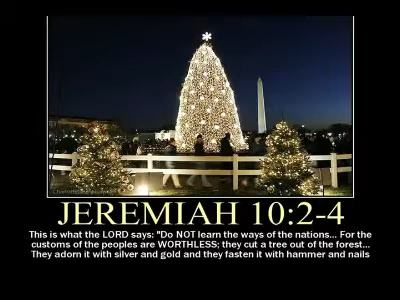 JEREMIAH 10:2-4
This is what the LORD says: "Do NOT learn the ways of the nations... For the
customs of the peoples are WORTHLESS; they cut a tree out of the forest...
They adorn it with silver and gold and they fasten it with hammer and nails